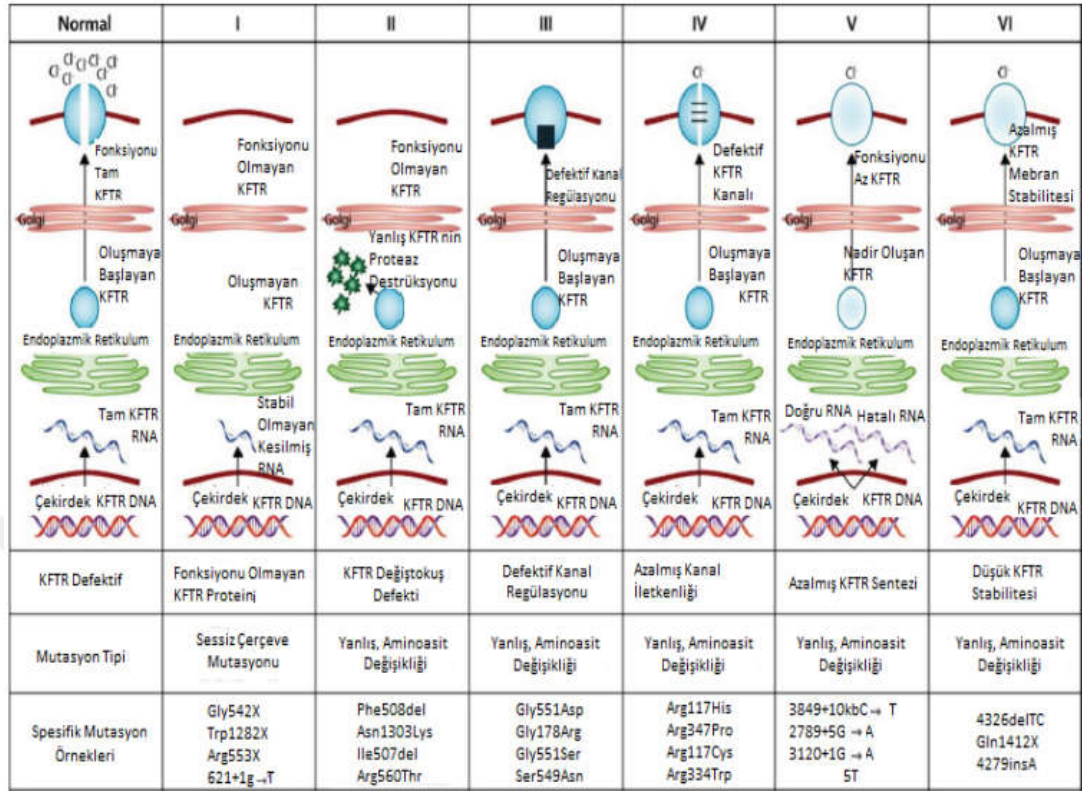 Normal
I
II
III
IV
V
VI
Cl-
Cl-
Cl-
Cl-
Cl-
Cl-
Cl-
Fonksiyonu
Tam
KFTR
Golgi
Oluşmaya
Başlayan
KFTR
Endoplazmik Retikulum
Tam KFTR
RNA
Çekirdek KFTR DNA
Fonksiyonu
Olmayan
KFTR
Golgi
Oluşmayan
KFTR
Endoplazmik Retikulum
Stabil
Olmayan
Kesilmiş
RNA
Çekirdek KFTR DNA
Fonksiyonu
Olmayan
KFTR
Golgi
Yanlış KFTR nin
Proteaz
Destrüksyonu
Endoplazmik Retikulum
Tam KFTR
RNA
Çekirdek KFTR DNA
Defektif Kanal
Regülasyonu
Golgi
Oluşmaya
Başlayan
KFTR
Endoplazmik Retikulum
Tam KFTR
RNA
Çekirdek KFTR DNA
Cl-
Defektif
KFTR
Kanalı
Golgi
Oluşmaya
Başlayan
KFTR
Endoplazmik Retikulum
Tam KFTR
RNA
Çekirdek KFTR DNA
Cl-
Fonksiyonu
Az KFTR
Golgi
Nadir Oluşan
KFTR
Endoplazmik Retikulum
Doğru RNA Hatalı RNA
Çekirdek KFTR DNA
Cl-
Azalmış
KFTR
Mebran
Stabilitesi
Golgi
Oluşmaya
Başlayan
KFTR
Endoplazmik Retikulum
Tam KFTR
RNA
Çekirdek KFTR DNA
KFTR Defektif
Fonksiyonu Olmayan
KFTR Proteini
KFTR Değiştokuş
Defekti
Defektif Kanal
Regülasyonu
Azalmış Kanal
İletkenliği
Azalmış KFTR Sentezi
Düşük KFTR
Stabilitesi
Mutasyon Tipi
Sessiz Çerçeve
Mutasyonu
Yanlış, Aminoasit
Değişikliği
Yanlış, Aminoasit
Değişikliği
Yanlış, Aminoasit
Değişikliği
Yanlış, Aminoasit
Değişikliği
Yanlış, Aminoasit
Değişikliği
Spesifik Mutasyon
Örnekleri
Gly542X
Trp1282X
Arg553X
621+1g→T
Phe508del
Asn1303Lys
Ile507del
Arg560Thr
Gly551Asp
Gly178Arg
Gly551Ser
Ser549Asn
Arg117His
Arg347Pro
Arg117Cys
Arg334Trp
3849+10kbC→ T
2789+5G → A
3120+1G → A
5T
4326delTC
Gln1412X
4279insA